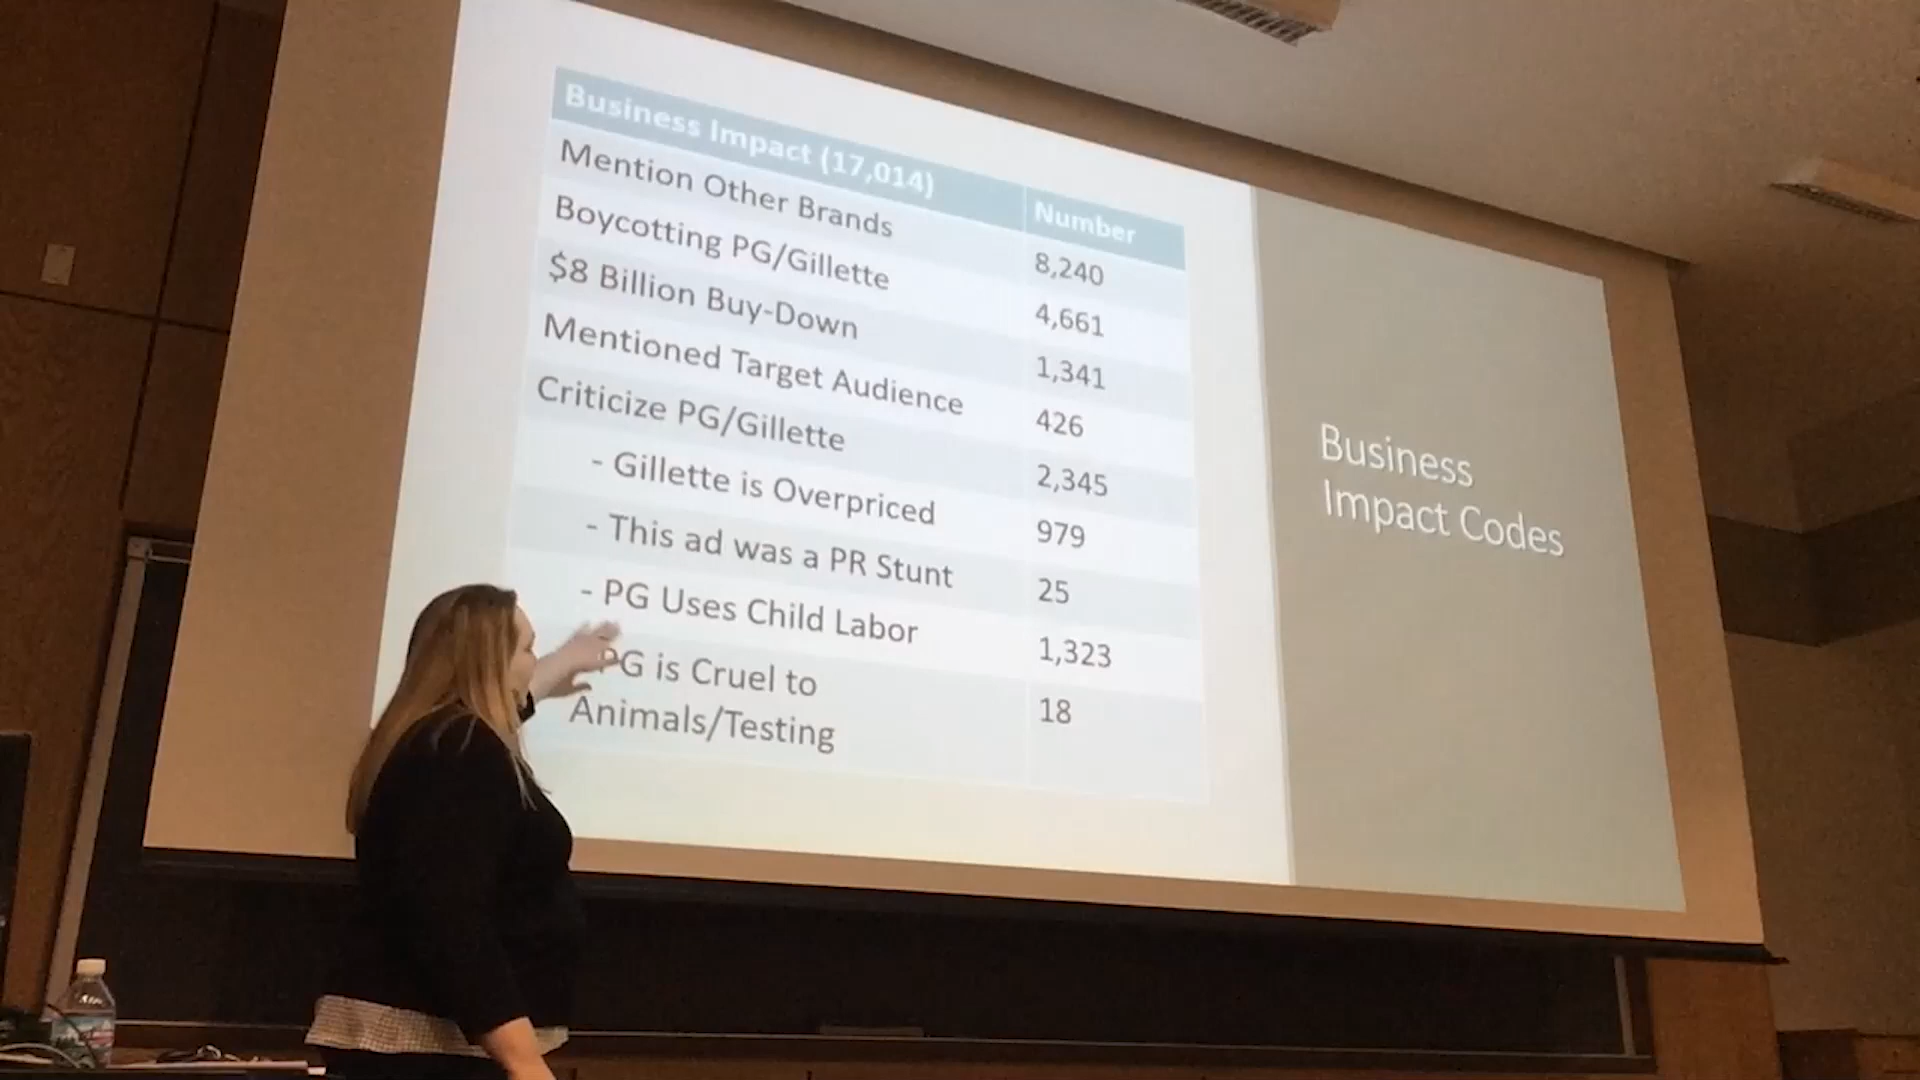 Business Impact (17,014) Number
Mention Other Brands 8,240
Boycotting PG/Gillette 4,661
$8 Billion Buy-Down 1,341
Mentioned Target Audience 426
Criticize PG/Gillette 2,345
- Gillette is Overpriced 979
- This ad was a PR Stunt 25
- PG Uses Child Labor 1,323
PG is Cruel to 18
Animals/Testing
Business
Impact Codes